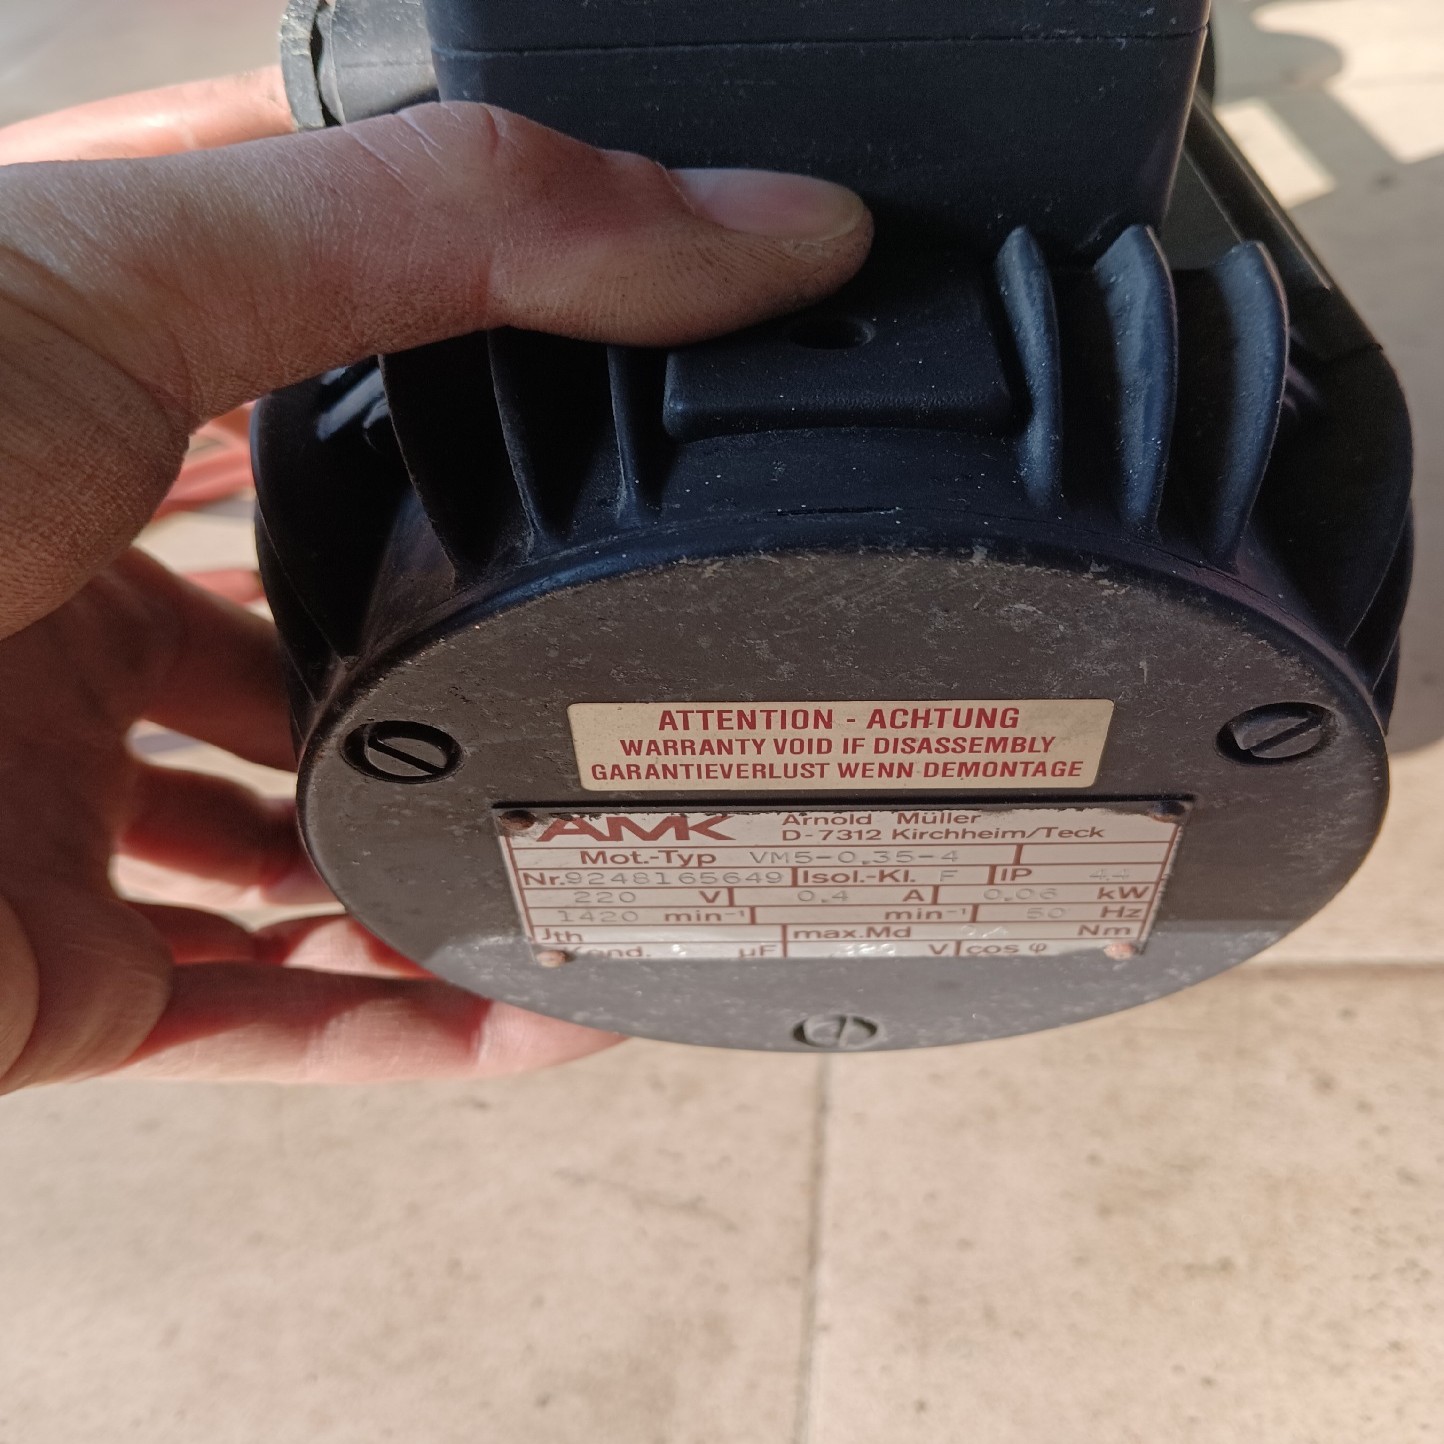 ATTENTION - ACHTUNG
WARRANTY VOID IF DISASSEMBLY
GARANTIEVERLUST WENN DEMONTAGE
AMK Arnold Müller
D-7312 Kirchheim/Teck
Mot.-Typ VM5-0,35-4
Nr.9248165649 Isol.-Kl. F IP 44
220 V 0.4 A 0.06 kW
1420 min-1 min-1 50 Hz
Jth max.Md Nm
µF V cos φ